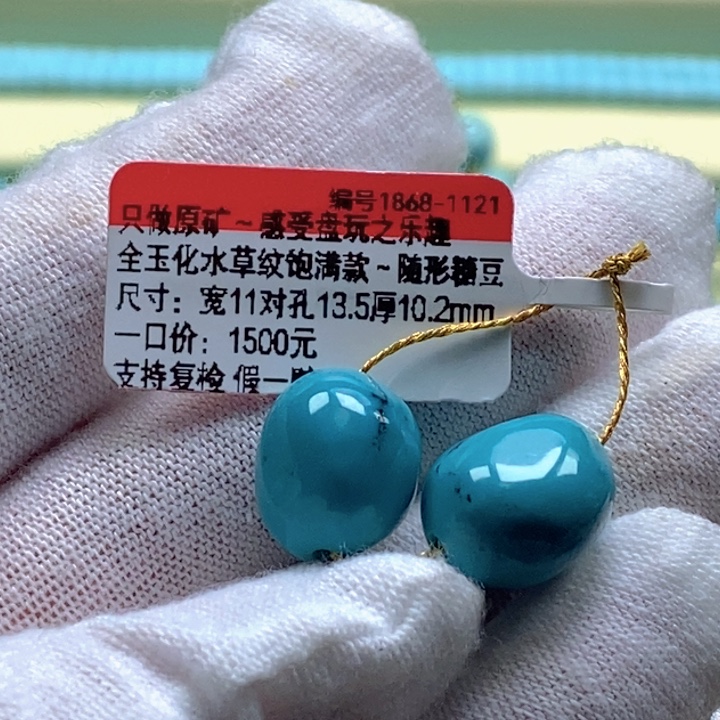 编号1868-1121
只做原矿~感受盘玩之乐趣
全玉化水草纹饱满款~随形糖豆
尺寸：宽11对孔13.5厚10.2mm
一口价：1500元
支持复检 假一